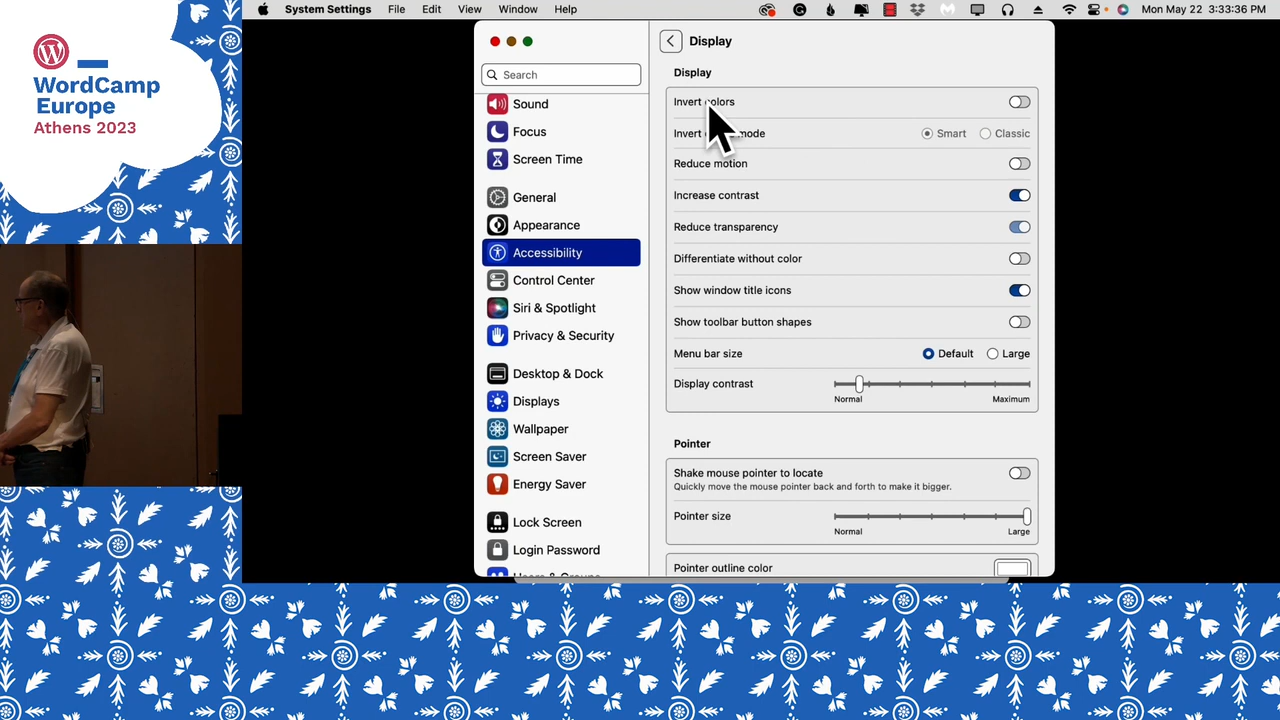 WordCamp
Europe
Athens 2023
System Settings File Edit View Window Help Mon May 22 3:33:36 PM
Search
Sound
Focus
Screen Time
General
Appearance
Accessibility
Control Center
Siri & Spotlight
Privacy & Security
Desktop & Dock
Displays
Wallpaper
Screen Saver
Energy Saver
Lock Screen
Login Password
Display
Display
Invert colors
Invert mode Smart Classic
Reduce motion
Increase contrast
Reduce transparency
Differentiate without color
Show window title icons
Show toolbar button shapes
Menu bar size Default Large
Display contrast
Normal Maximum
Pointer
Shake mouse pointer to locate
Quickly move the mouse pointer back and forth to make it bigger.
Pointer size
Normal Large
Pointer outline color